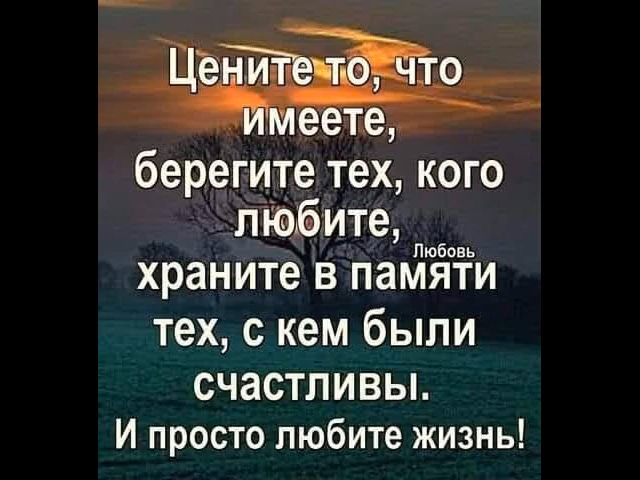 Цените то, что
имеете,
берегите тех, кого
любите,
Любовь
храните в памяти
тех, с кем были
счастливы.
И просто любите жизнь!